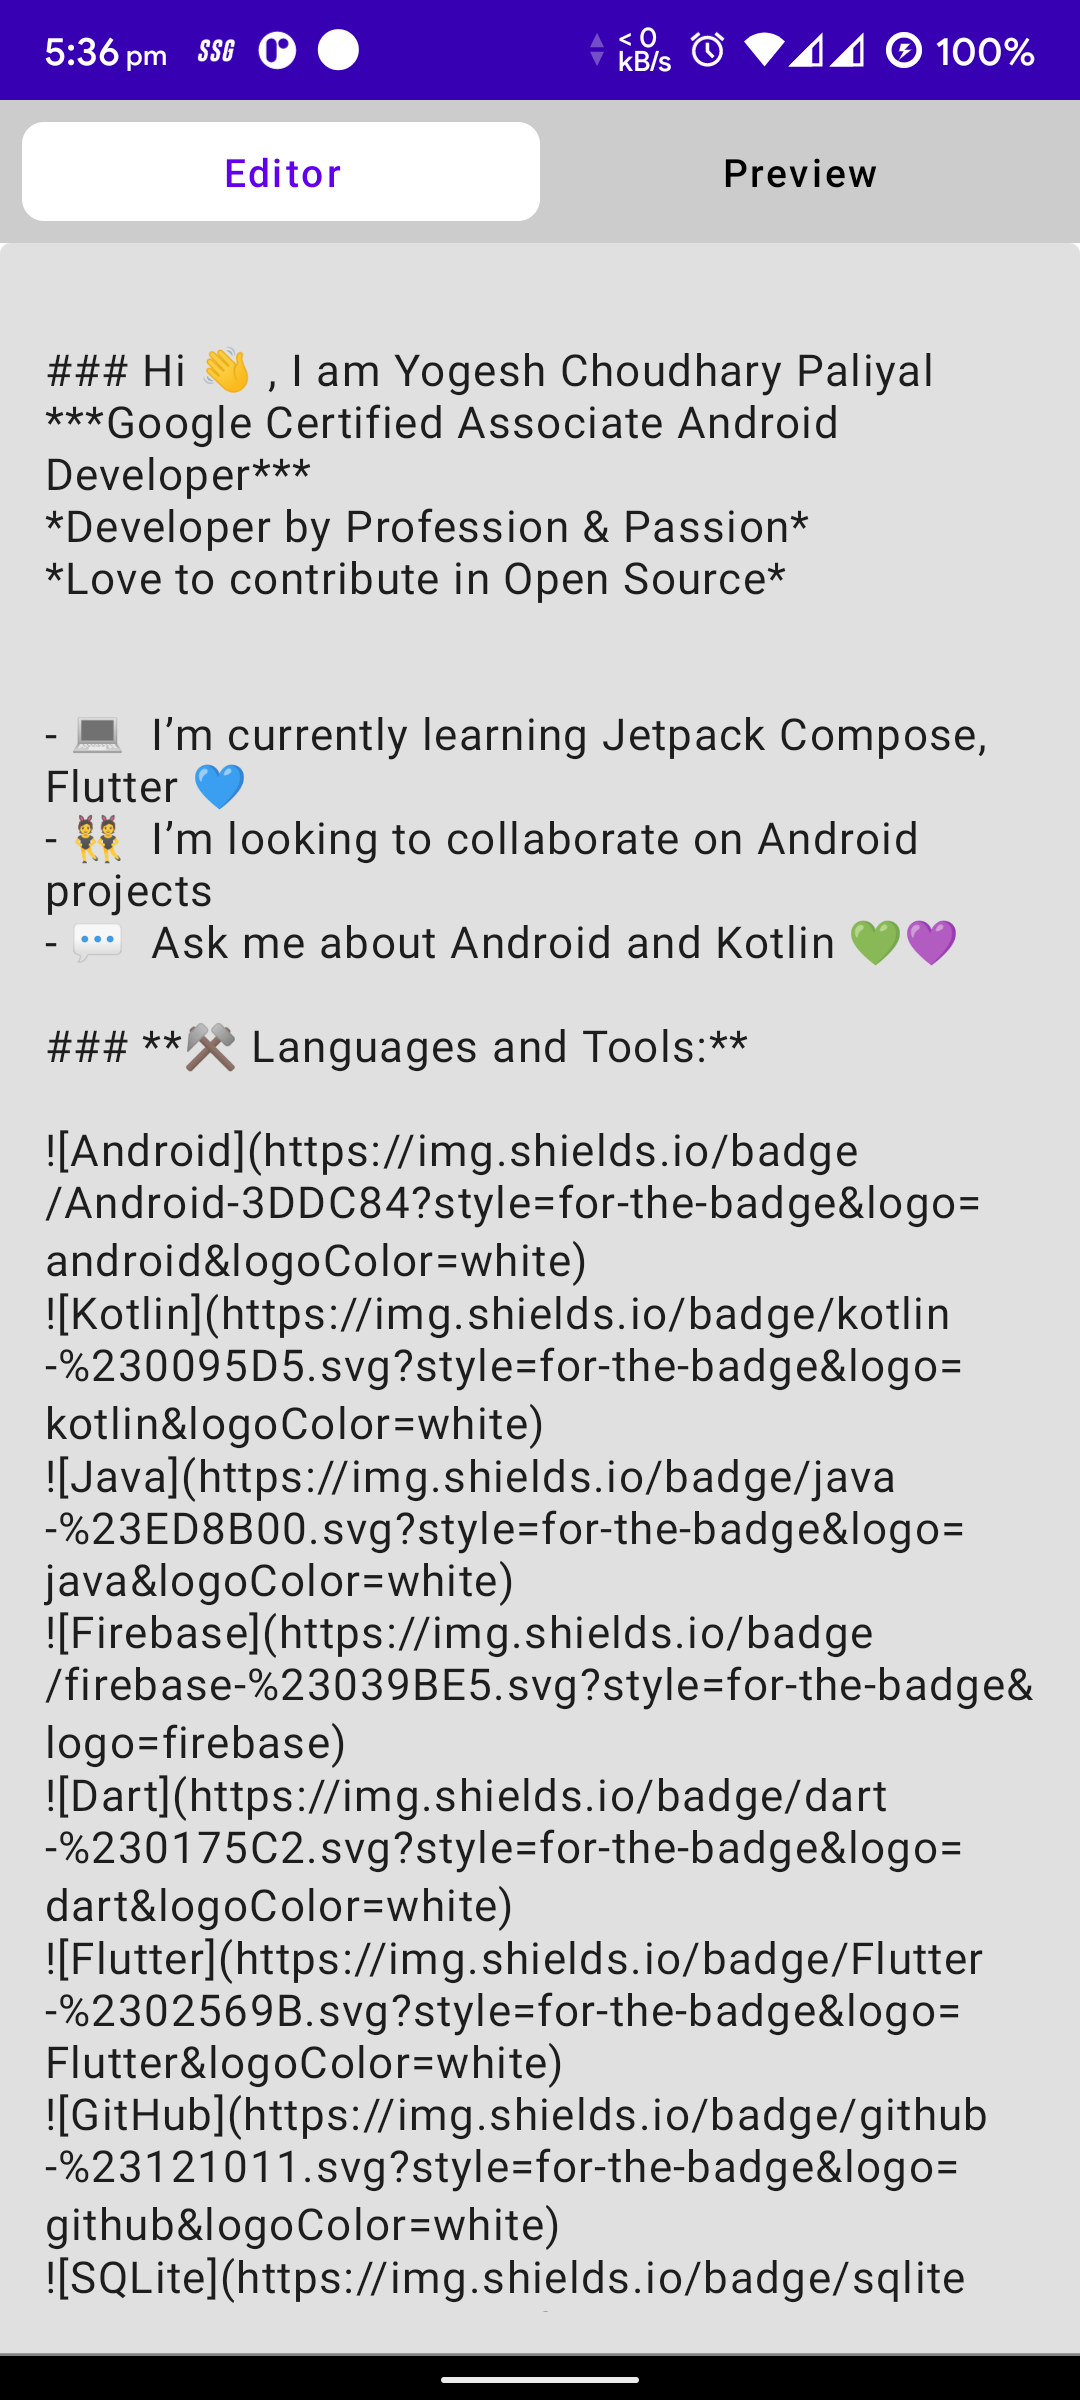 5:36 pm SSG < 0 kB/s 100%
Editor Preview
### Hi 👋 , I am Yogesh Choudhary Paliyal
***Google Certified Associate Android
Developer***
*Developer by Profession & Passion*
*Love to contribute in Open Source*
- 💻  I’m currently learning Jetpack Compose,
Flutter 💙
- 👯  I’m looking to collaborate on Android
projects
- 💬  Ask me about Android and Kotlin 💚💜
### **⚒️ Languages and Tools:**
![Android](https://img.shields.io/badge
/Android-3DDC84?style=for-the-badge&logo=
android&logoColor=white)
![Kotlin](https://img.shields.io/badge/kotlin
-%230095D5.svg?style=for-the-badge&logo=
kotlin&logoColor=white)
![Java](https://img.shields.io/badge/java
-%23ED8B00.svg?style=for-the-badge&logo=
java&logoColor=white)
![Firebase](https://img.shields.io/badge
/firebase-%23039BE5.svg?style=for-the-badge&
logo=firebase)
![Dart](https://img.shields.io/badge/dart
-%230175C2.svg?style=for-the-badge&logo=
dart&logoColor=white)
![Flutter](https://img.shields.io/badge/Flutter
-%2302569B.svg?style=for-the-badge&logo=
Flutter&logoColor=white)
![GitHub](https://img.shields.io/badge/github
-%23121011.svg?style=for-the-badge&logo=
github&logoColor=white)
![SQLite](https://img.shields.io/badge/sqlite